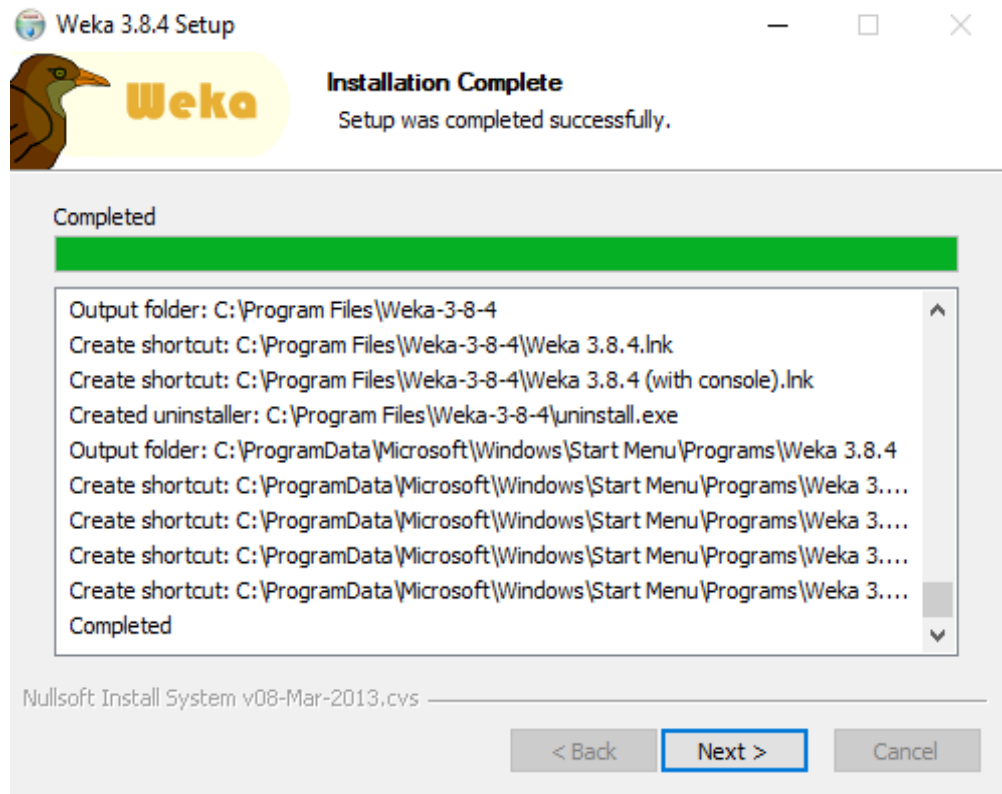 Weka 3.8.4 Setup
Weka
Installation Complete
Setup was completed successfully.
Completed
Output folder: C:\Program Files\Weka-3-8-4
Create shortcut: C:\Program Files\Weka-3-8-4\Weka 3.8.4.lnk
Create shortcut: C:\Program Files\Weka-3-8-4\Weka 3.8.4 (with console).lnk
Created uninstaller: C:\Program Files\Weka-3-8-4\uninstall.exe
Output folder: C:\ProgramData\Microsoft\Windows\Start Menu\Programs\Weka 3.8.4
Create shortcut: C:\ProgramData\Microsoft\Windows\Start Menu\Programs\Weka 3....
Create shortcut: C:\ProgramData\Microsoft\Windows\Start Menu\Programs\Weka 3....
Create shortcut: C:\ProgramData\Microsoft\Windows\Start Menu\Programs\Weka 3....
Create shortcut: C:\ProgramData\Microsoft\Windows\Start Menu\Programs\Weka 3....
Completed
Nullsoft Install System v08-Mar-2013.cvs
< Back Next > Cancel